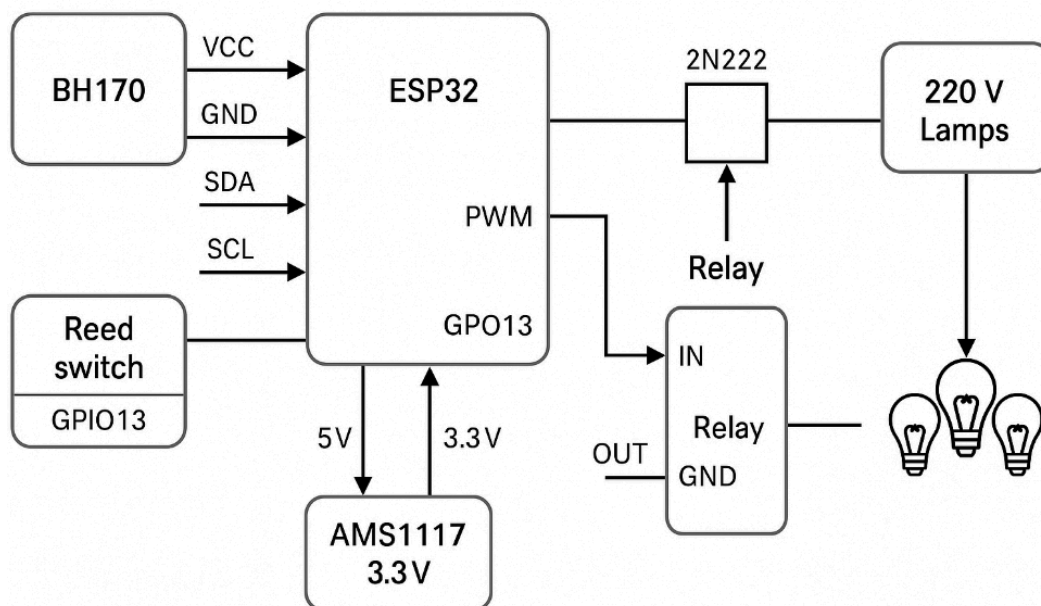 BH170
VCC
GND
SDA
SCL
ESP32
PWM
GPO13
Reed
switch
GPIO13
5V
3.3V
AMS1117
3.3V
2N222
Relay
220 V
Lamps
IN
Relay
OUT
GND